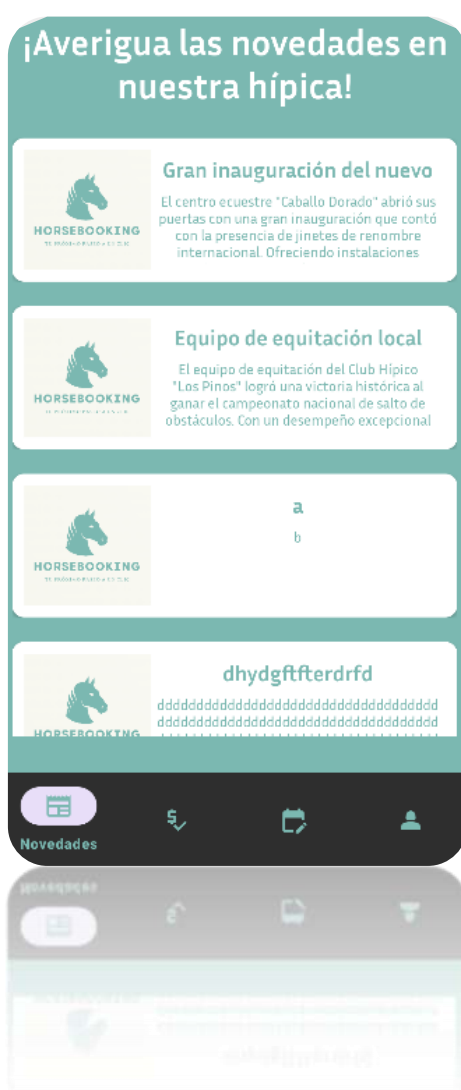 ¡Averigua las novedades en
nuestra hípica!
HORSEBOOKING
Gran inauguración del nuevo
El centro ecuestre "Caballo Dorado" abrió sus
puertas con una gran inauguración que contó
con la presencia de jinetes de renombre
internacional. Ofreciendo instalaciones
HORSEBOOKING
Equipo de equitación local
El equipo de equitación del Club Hípico
"Los Pinos" logró una victoria histórica al
ganar el campeonato nacional de salto de
obstáculos. Con un desempeño excepcional
HORSEBOOKING
a
b
HORSEBOOKING
dhydgftfterdrfd
Novedades